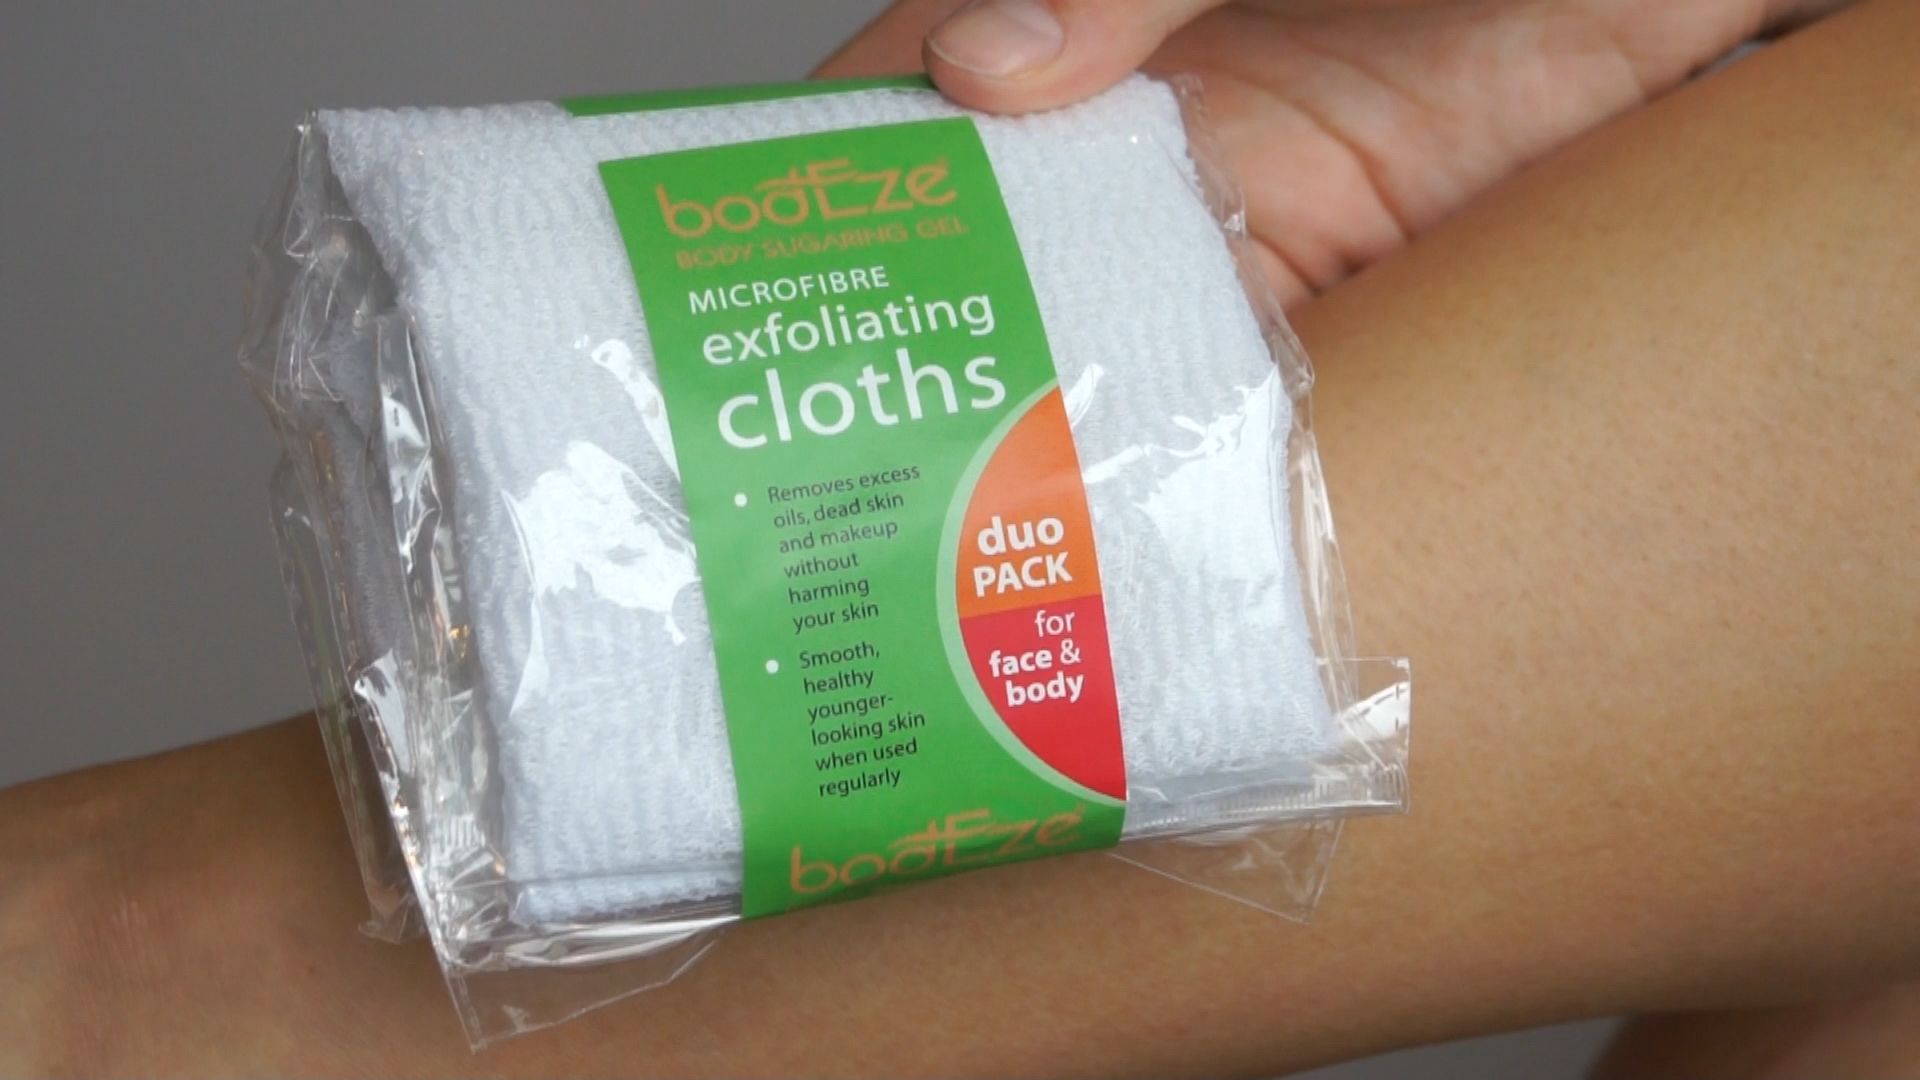 bodEze
BODY SUGARING GEL
MICROFIBRE
exfoliating
cloths
• Removes excess
oils, dead skin
and makeup
without
harming
your skin
• Smooth,
healthy
younger-
looking skin
when used
regularly
duo
PACK
for
face &
body
bodEze